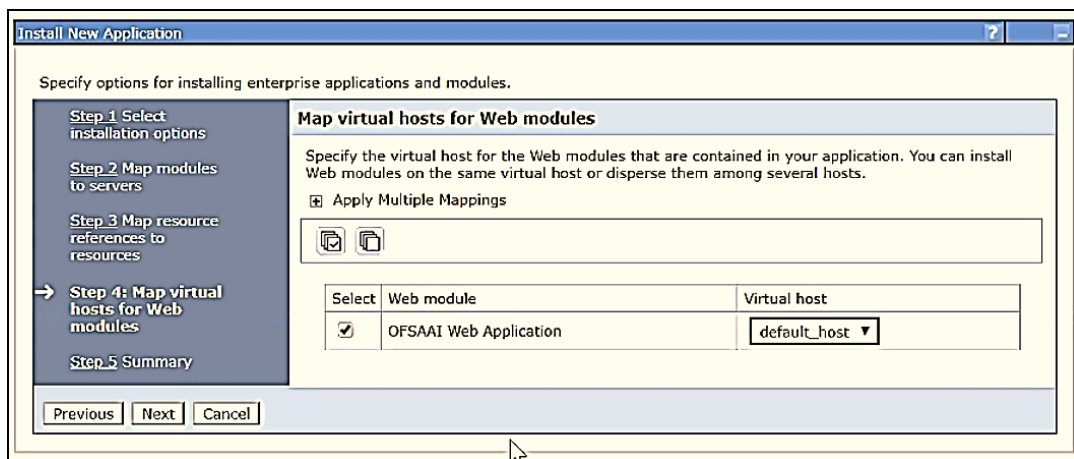 Install New Application
?
Specify options for installing enterprise applications and modules.
Step 1 Select
installation options
Step 2 Map modules
to servers
Step 3 Map resource
references to
resources
Step 4: Map virtual
hosts for Web
modules
Step 5 Summary
Map virtual hosts for Web modules
Specify the virtual host for the Web modules that are contained in your application. You can install
Web modules on the same virtual host or disperse them among several hosts.
Apply Multiple Mappings
Select Web module Virtual host
OFSAAI Web Application default_host
Previous Next Cancel